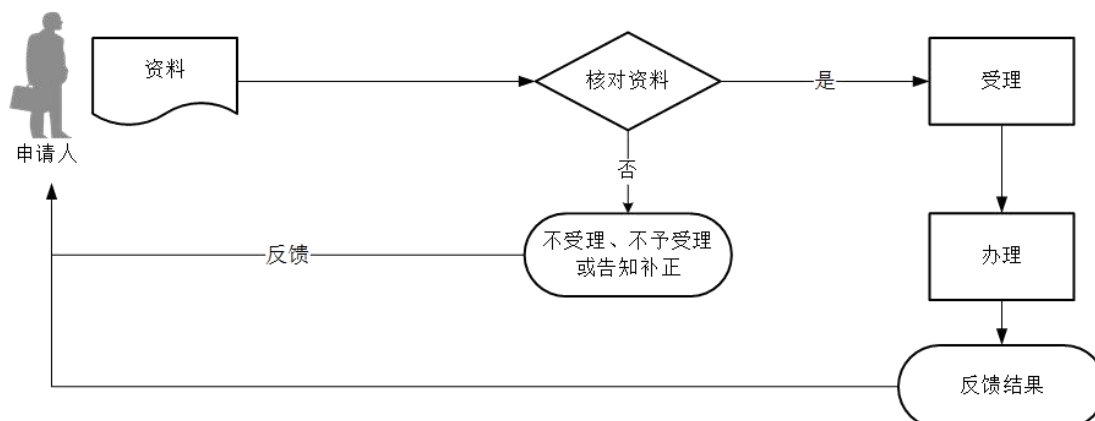 资料
核对资料
是
受理
申请人
否
不受理、不予受理
或告知补正
反馈
办理
反馈结果